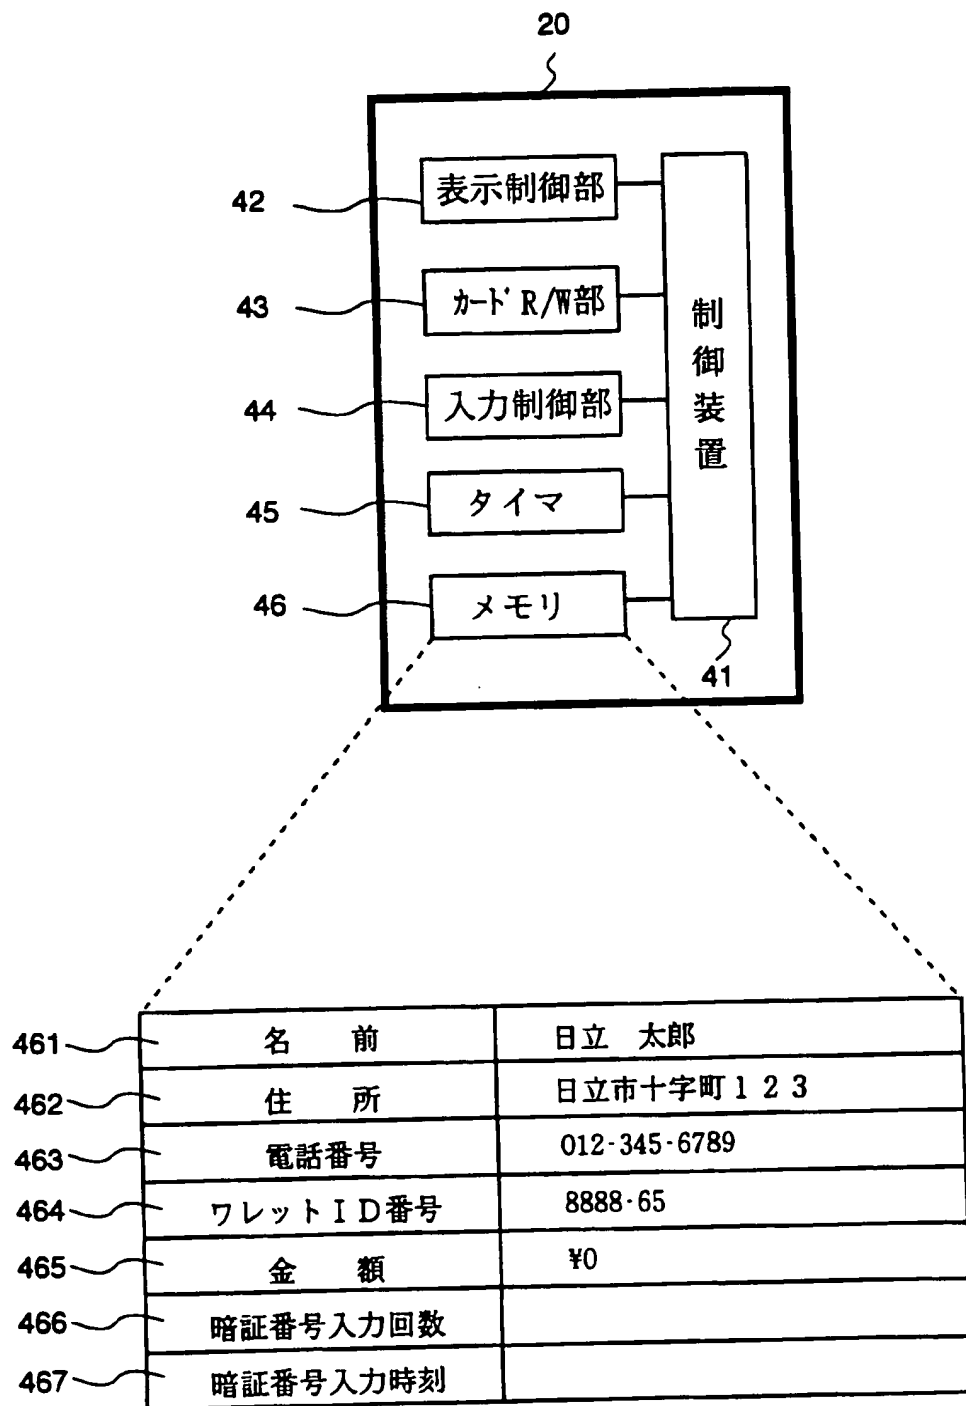 20
42 表示制御部
43 カード R/W部
44 入力制御部
45 タイマ
46 メモリ
制御装置
41
461 名 前 日立 太郎
462 住 所 日立市十字町１２３
463 電話番号 012-345-6789
464 ワレットＩＤ番号 8888-65
465 金 額 ¥0
466 暗証番号入力回数
467 暗証番号入力時刻